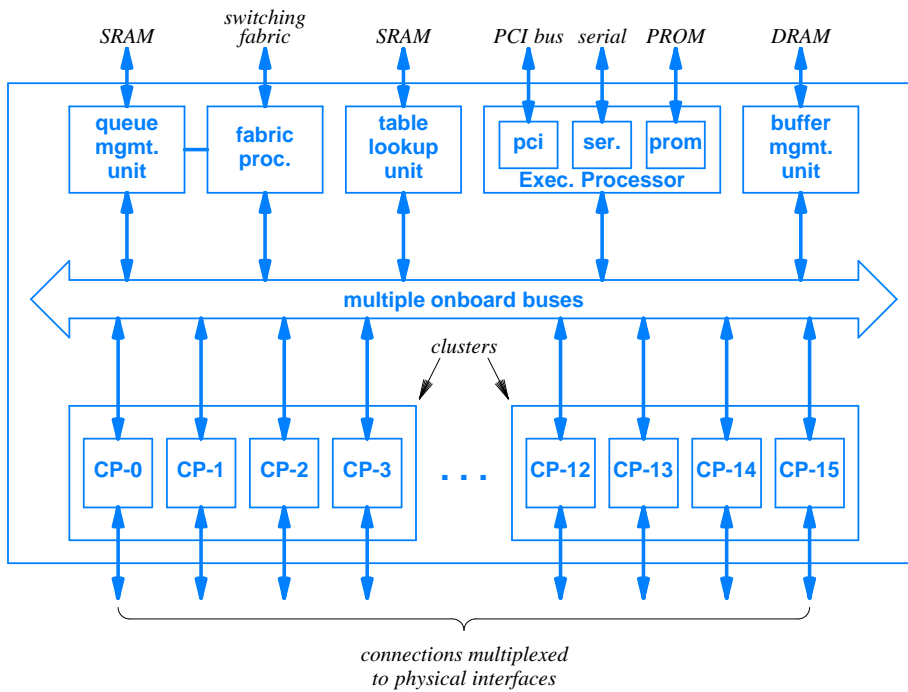 SRAM
switching
fabric
SRAM
PCI bus
serial
PROM
DRAM
queue
mgmt.
unit
fabric
proc.
table
lookup
unit
pci
ser.
prom
Exec. Processor
buffer
mgmt.
unit
multiple onboard buses
clusters
CP-0
CP-1
CP-2
CP-3
. . .
CP-12
CP-13
CP-14
CP-15
connections multiplexed
to physical interfaces